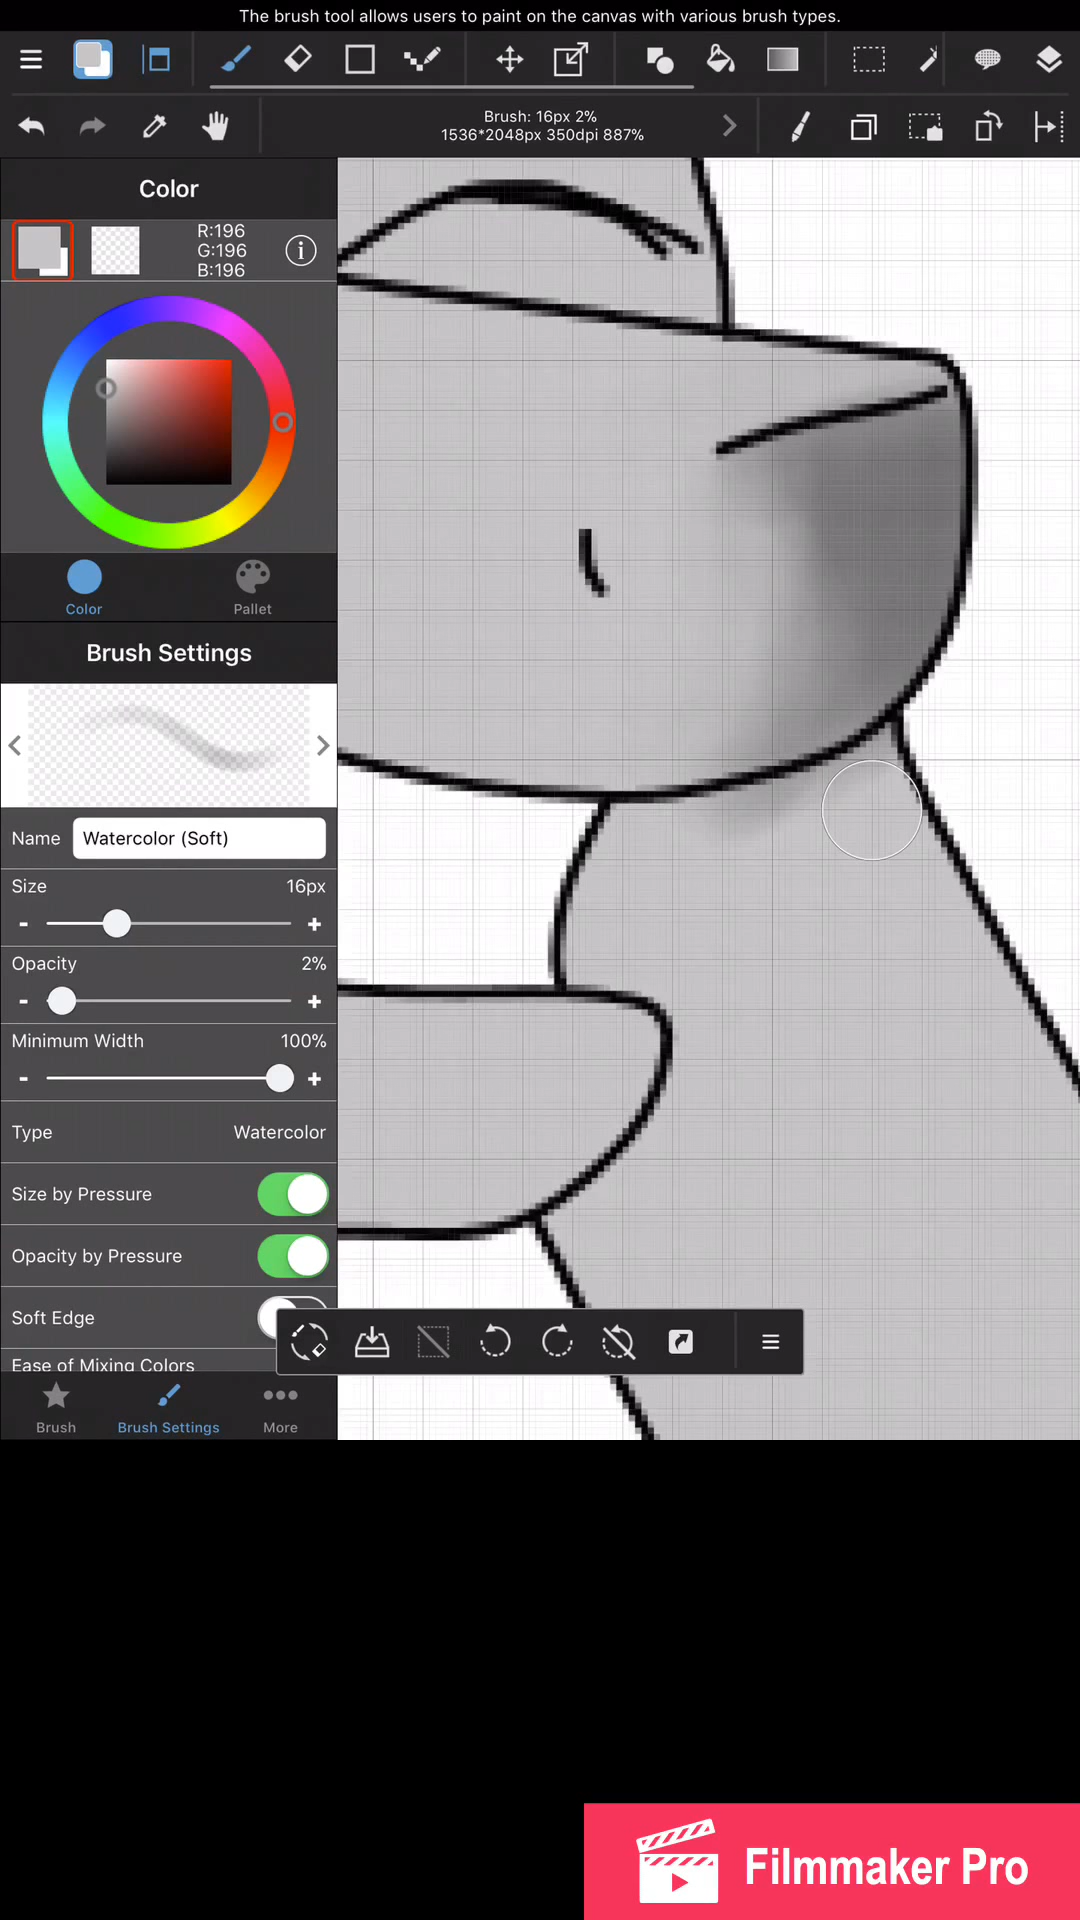 The brush tool allows users to paint on the canvas with various brush types.
Brush: 16px 2%
1536*2048px 350dpi 887%
Color
R:196
G:196
B:196
Color
Pallet
Brush Settings
Name
Watercolor (Soft)
Size
16px
Opacity
2%
Minimum Width
100%
Type
Watercolor
Size by Pressure
Opacity by Pressure
Soft Edge
Ease of Mixing Colors
Brush
Brush Settings
More
Filmmaker Pro